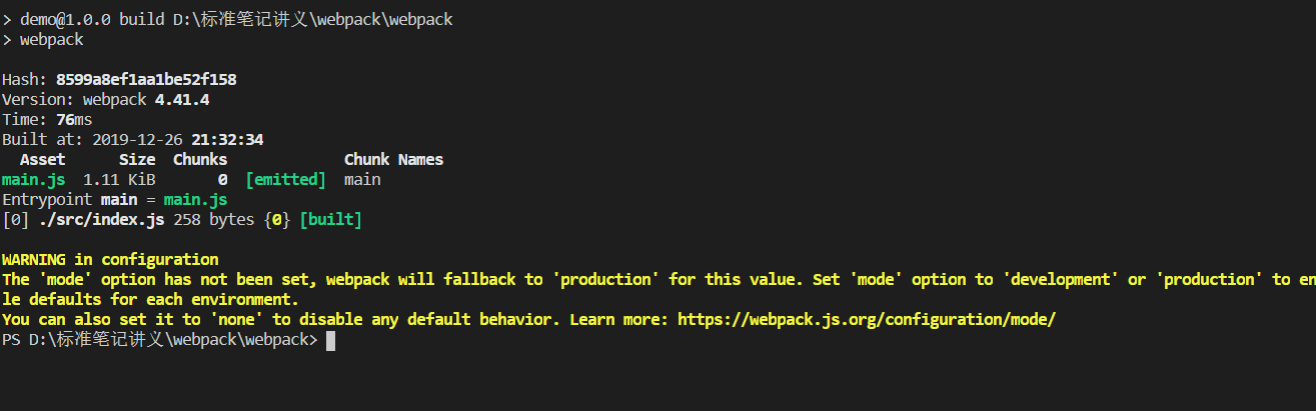 > demo@1.0.0 build D:\标准笔记讲义\webpack\webpack
> webpack
Hash: 8599a8ef1aa1be52f158
Version: webpack 4.41.4
Time: 76ms
Built at: 2019-12-26 21:32:34
  Asset      Size  Chunks             Chunk Names
main.js  1.11 KiB       0  [emitted]  main
Entrypoint main = main.js
[0] ./src/index.js 258 bytes {0} [built]
WARNING in configuration
The 'mode' option has not been set, webpack will fallback to 'production' for this value. Set 'mode' option to 'development' or 'production' to en
le defaults for each environment.
You can also set it to 'none' to disable any default behavior. Learn more: https://webpack.js.org/configuration/mode/
PS D:\标准笔记讲义\webpack\webpack>